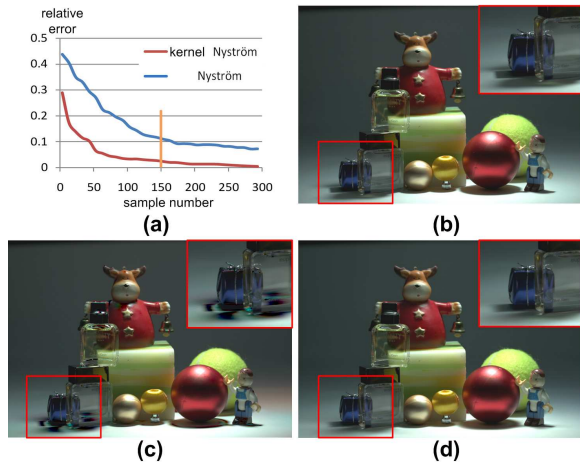 relative
error
0.5
0.4
0.3
0.2
0.1
0
kernel Nyström
Nyström
0 50 100 150 200 250 300
sample number
(a)
(b)
(c)
(d)